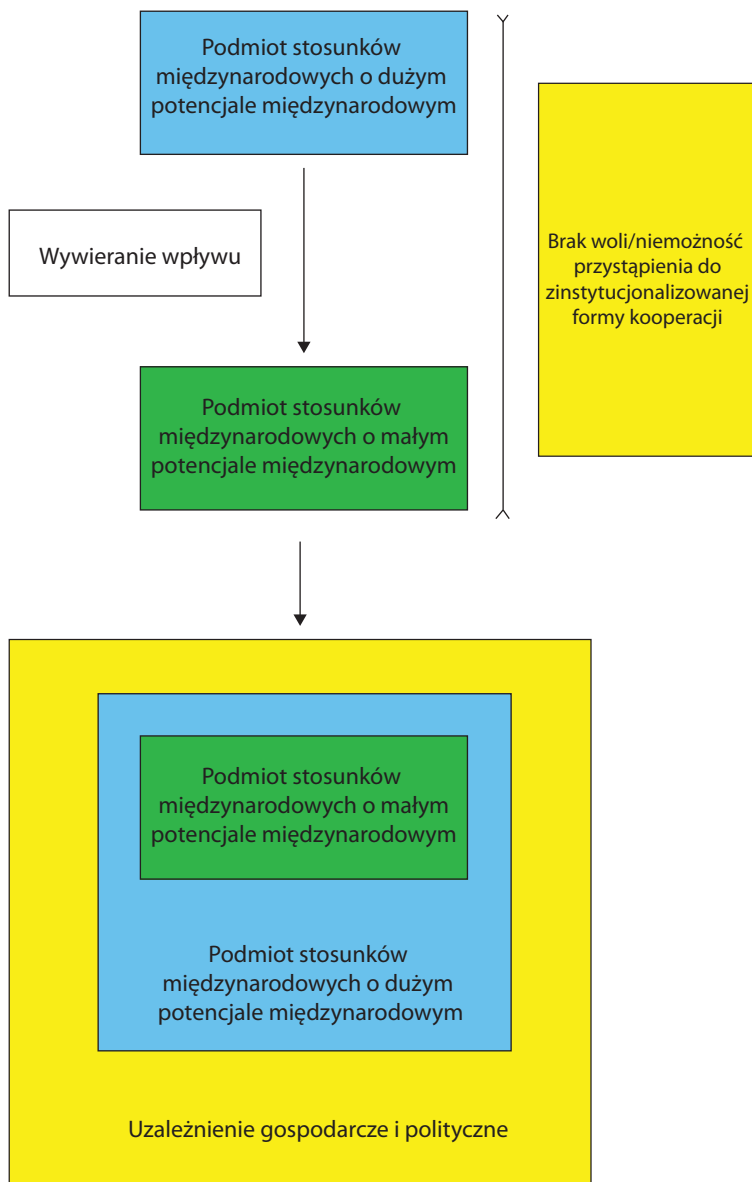 Podmiot stosunków
międzynarodowych o dużym
potencjale międzynarodowym
Wywieranie wpływu
Brak woli/niemożność
przystąpienia do
zinstytucjonalizowanej
formy kooperacji
Podmiot stosunków
międzynarodowych o małym
potencjale międzynarodowym
Podmiot stosunków
międzynarodowych o małym
potencjale międzynarodowym
Podmiot stosunków
międzynarodowych o dużym
potencjale międzynarodowym
Uzależnienie gospodarcze i polityczne